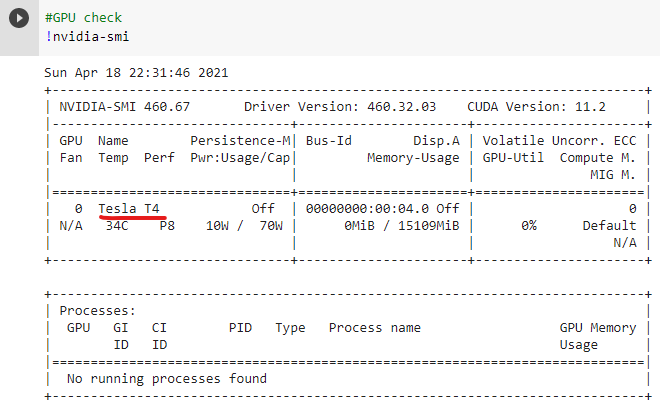 #GPU check
!nvidia-smi
Sun Apr 18 22:31:46 2021
+-----------------------------------------------------------------------------+
| NVIDIA-SMI 460.67       Driver Version: 460.32.03    CUDA Version: 11.2     |
|-------------------------------+----------------------+----------------------+
| GPU  Name        Persistence-M| Bus-Id        Disp.A | Volatile Uncorr. ECC |
| Fan  Temp  Perf  Pwr:Usage/Cap|         Memory-Usage | GPU-Util  Compute M. |
|                               |                      |               MIG M. |
|===============================+======================+======================|
|   0  Tesla T4            Off  | 00000000:00:04.0 Off |                    0 |
| N/A   34C    P8    10W /  70W |      0MiB / 15109MiB |      0%      Default |
|                               |                      |                  N/A |
+-------------------------------+----------------------+----------------------+
+-----------------------------------------------------------------------------+
| Processes:                                                                  |
|  GPU   GI   CI        PID   Type   Process name                  GPU Memory |
|        ID   ID                                                   Usage      |
|=============================================================================|
|  No running processes found                                                 |
+-----------------------------------------------------------------------------+